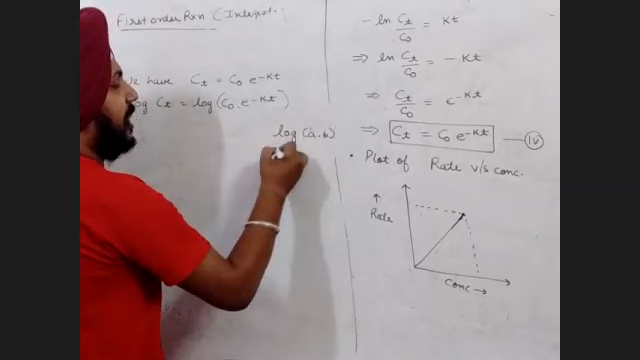 First order Rxn (Integrat
we have Ct = C0 e-Kt
log Ct = log(C0 . e-Kt)
log(a.b)
- ln Ct/C0 = Kt
⇒ ln Ct/C0 = - Kt
⇒ Ct/C0 = e-Kt
⇒ Ct = C0 e-Kt — IV
• Plot of Rate v/s conc.
↑
Rate
Conc →